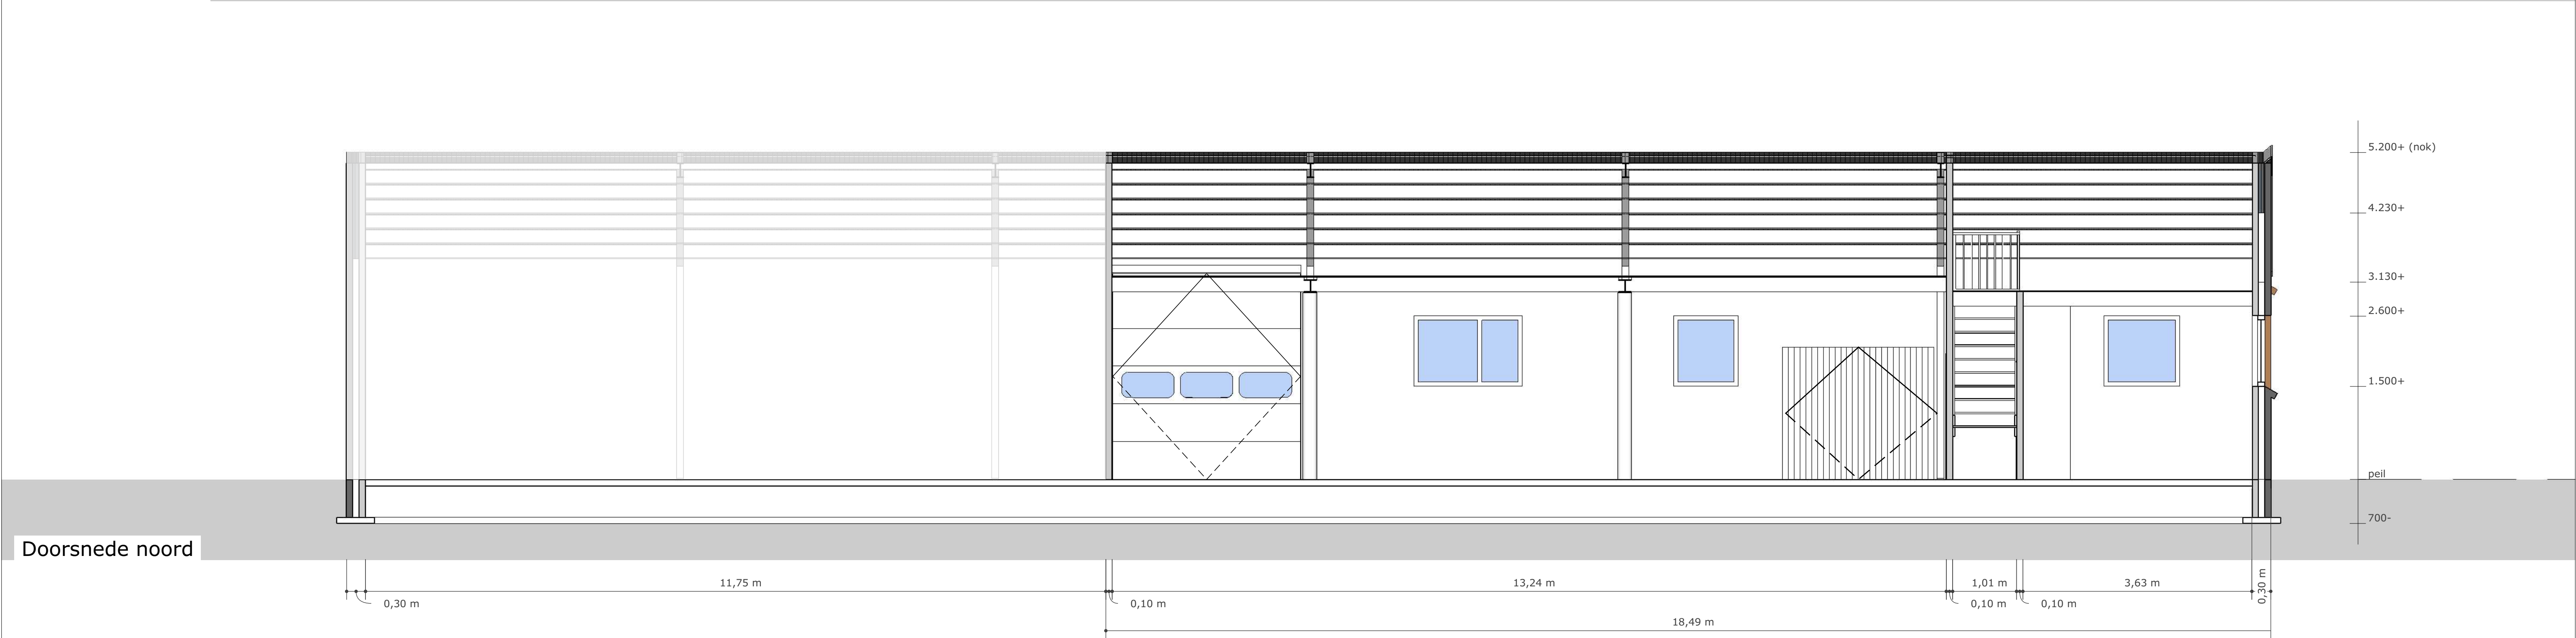 5.200+ (nok)
4.230+
3.130+
2.600+
1.500+
peil
700-
Doorsnede noord
11,75 m
13,24 m
1,01 m
3,63 m
0,30 m
0,30 m
0,10 m
0,10 m
0,10 m
18,49 m